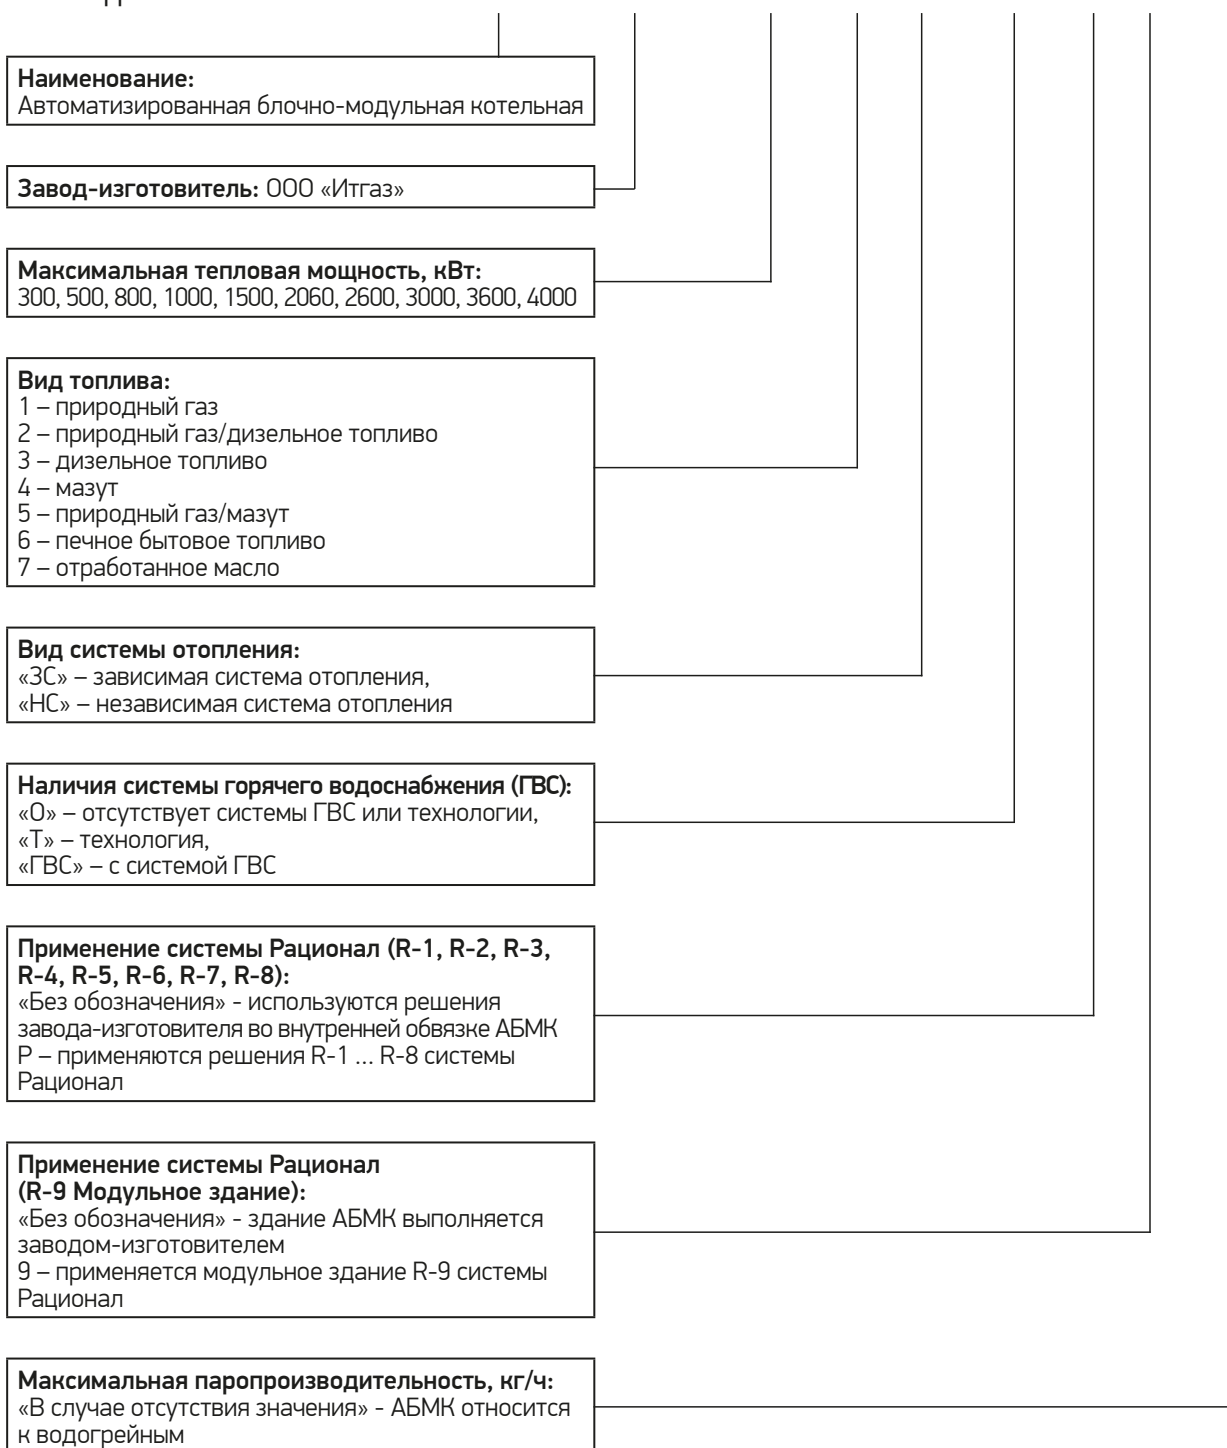 Наименование:
Автоматизированная блочно-модульная котельная
Завод-изготовитель: ООО «Итгаз»
Максимальная тепловая мощность, кВт:
300, 500, 800, 1000, 1500, 2060, 2600, 3000, 3600, 4000
Вид топлива:
1 – природный газ
2 – природный газ/дизельное топливо
3 – дизельное топливо
4 – мазут
5 – природный газ/мазут
6 – печное бытовое топливо
7 – отработанное масло
Вид системы отопления:
«ЗС» – зависимая система отопления,
«НС» – независимая система отопления
Наличия системы горячего водоснабжения (ГВС):
«О» – отсутствует системы ГВС или технологии,
«Т» – технология,
«ГВС» – с системой ГВС
Применение системы Рационал (R-1, R-2, R-3,
R-4, R-5, R-6, R-7, R-8):
«Без обозначения» - используются решения
завода-изготовителя во внутренней обвязке АБМК
Р – применяются решения R-1 ... R-8 системы
Рационал
Применение системы Рационал
(R-9 Модульное здание):
«Без обозначения» - здание АБМК выполняется
заводом-изготовителем
9 – применяется модульное здание R-9 системы
Рационал
Максимальная паропроизводительность, кг/ч:
«В случае отсутствия значения» - АБМК относится
к водогрейным